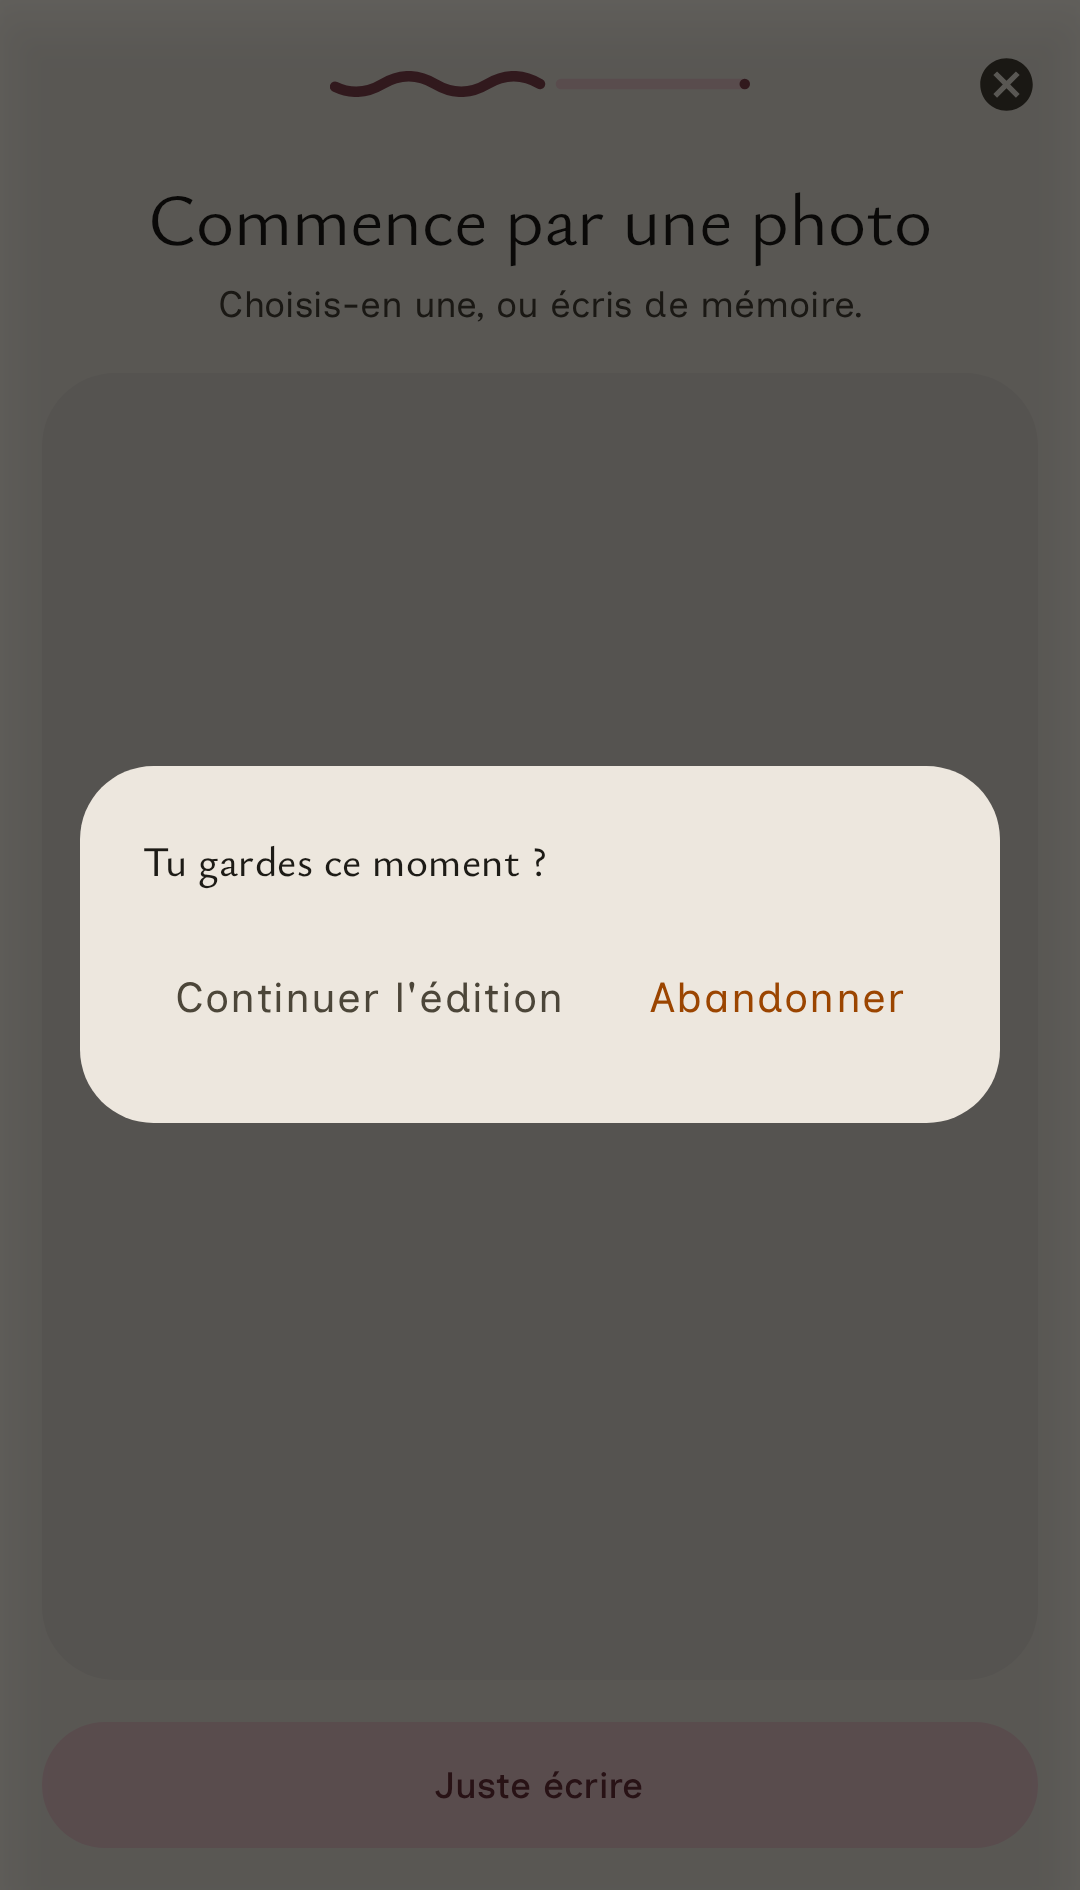 Commence par une photo
Choisis-en une, ou écris de mémoire.
Tu gardes ce moment ?
Continuer l'édition Abandonner
Juste écrire